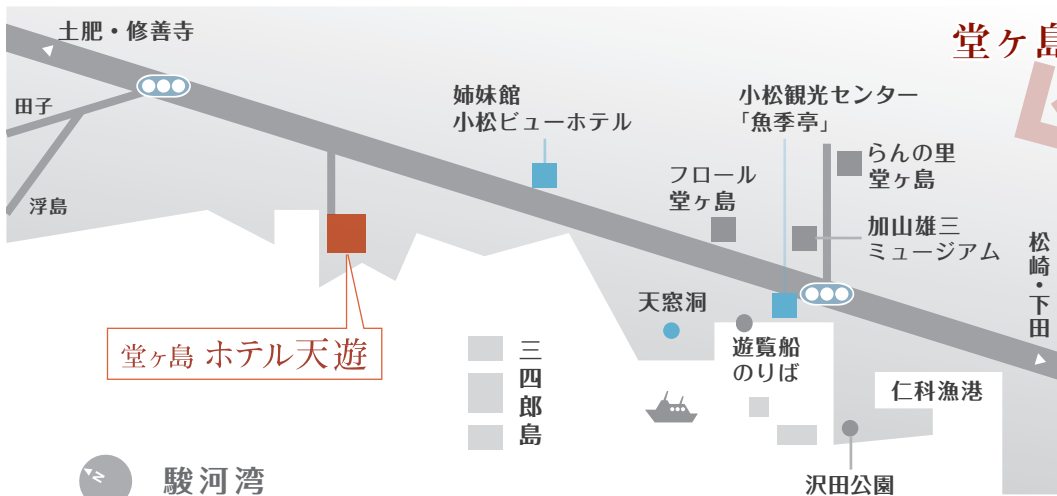 土肥・修善寺
堂ヶ島
田子
浮島
姉妹館
小松ビューホテル
小松観光センター
「魚季亭」
フロール
堂ヶ島
らんの里
堂ヶ島
加山雄三
ミュージアム
松崎・下田
天窓洞
遊覧船
のりば
堂ヶ島 ホテル天遊
三四郎島
仁科漁港
沢田公園
N
駿河湾